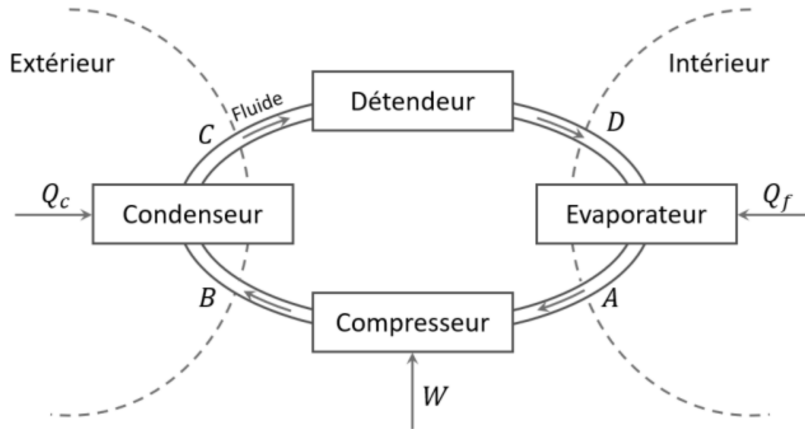 Extérieur
Intérieur
Fluide
Détendeur
C
D
Q_c
Condenseur
Evaporateur
Q_f
B
A
Compresseur
W